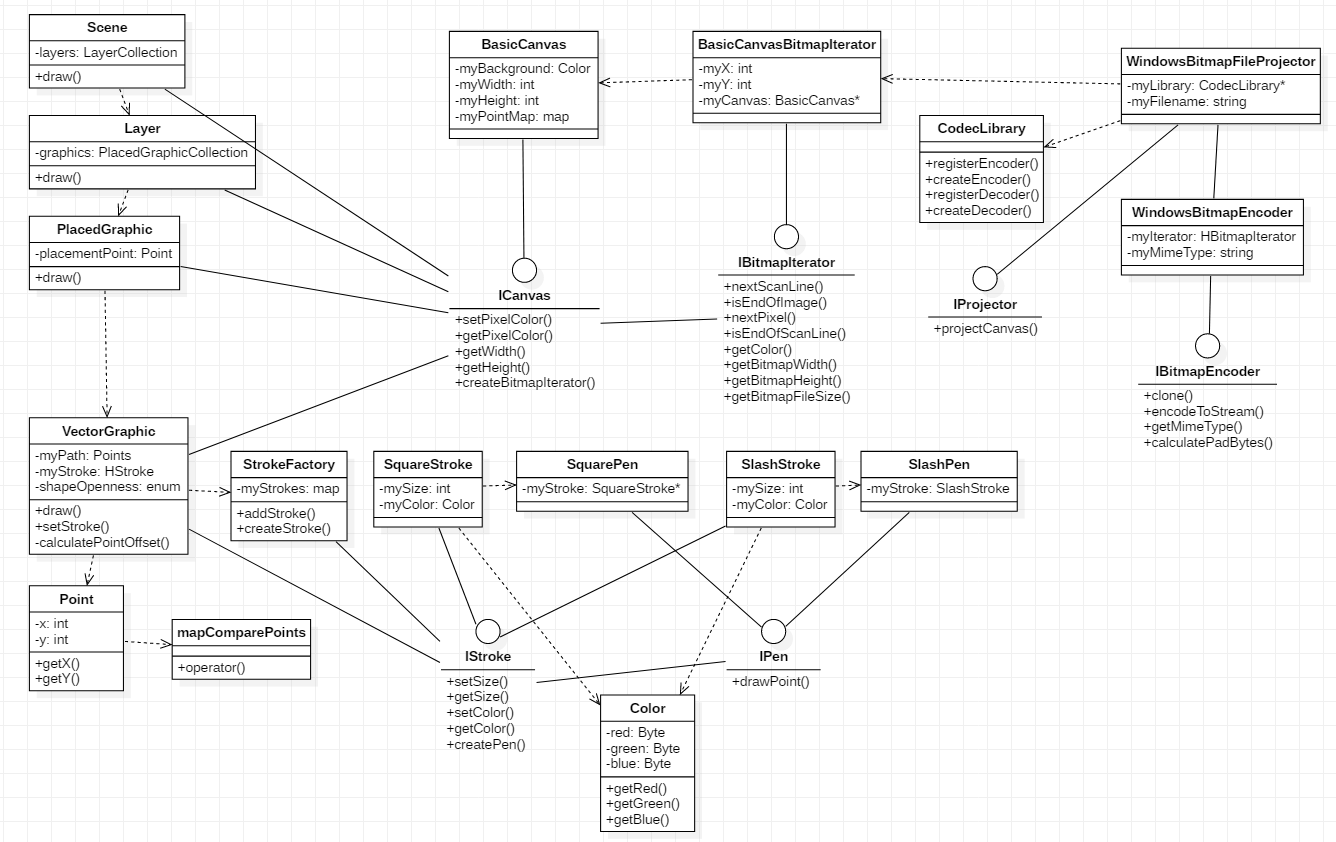 Scene
-layers: LayerCollection
+draw()
Layer
-graphics: PlacedGraphicCollection
+draw()
PlacedGraphic
-placementPoint: Point
+draw()
BasicCanvas
-myBackground: Color
-myWidth: int
-myHeight: int
-myPointMap: map
BasicCanvasBitmapIterator
-myX: int
-myY: int
-myCanvas: BasicCanvas*
WindowsBitmapFileProjector
-myLibrary: CodecLibrary*
-myFilename: string
CodecLibrary
+registerEncoder()
+createEncoder()
+registerDecoder()
+createDecoder()
WindowsBitmapEncoder
-myIterator: HBitmapIterator
-myMimeType: string
ICanvas
+setPixelColor()
+getPixelColor()
+getWidth()
+getHeight()
+createBitmapIterator()
IBitmapIterator
+nextScanLine()
+isEndOfImage()
+nextPixel()
+isEndOfScanLine()
+getColor()
+getBitmapWidth()
+getBitmapHeight()
+getBitmapFileSize()
IProjector
+projectCanvas()
IBitmapEncoder
+clone()
+encodeToStream()
+getMimeType()
+calculatePadBytes()
VectorGraphic
-myPath: Points
-myStroke: HStroke
-shapeOpenness: enum
+draw()
+setStroke()
-calculatePointOffset()
StrokeFactory
-myStrokes: map
+addStroke()
+createStroke()
SquareStroke
-mySize: int
-myColor: Color
SquarePen
-myStroke: SquareStroke*
SlashStroke
-mySize: int
-myColor: Color
SlashPen
-myStroke: SlashStroke
Point
-x: int
-y: int
+getX()
+getY()
mapComparePoints
+operator()
IStroke
+setSize()
+getSize()
+setColor()
+getColor()
+createPen()
IPen
+drawPoint()
Color
-red: Byte
-green: Byte
-blue: Byte
+getRed()
+getGreen()
+getBlue()